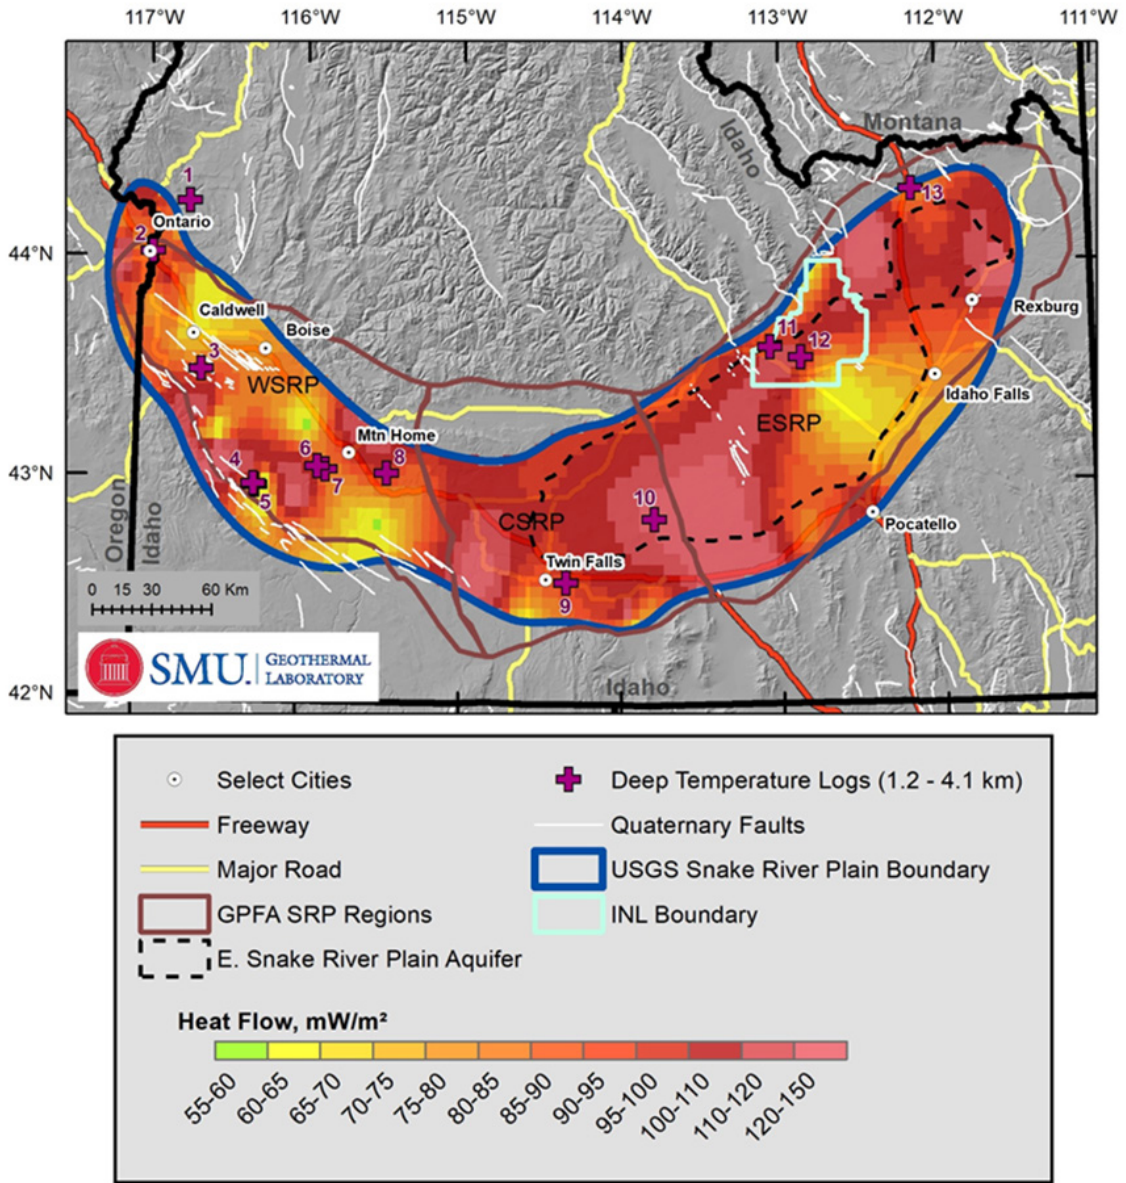 117°W 116°W 115°W 114°W 113°W 112°W 111°W
Montana
Idaho
1
13
2
Ontario
44°N
Caldwell
Boise
Rexburg
11
12
3
WSRP
Idaho Falls
ESRP
Mtn Home
6
8
43°N
4
7
5
10
CSRP
Pocatello
Oregon
Idaho
Twin Falls
9
0 15 30 60 Km
SMU. GEOTHERMAL
LABORATORY
42°N
Idaho
Select Cities
Deep Temperature Logs (1.2 - 4.1 km)
Freeway
Quaternary Faults
Major Road
USGS Snake River Plain Boundary
GPFA SRP Regions
INL Boundary
E. Snake River Plain Aquifer
Heat Flow, mW/m²
55-60
60-65
65-70
70-75
75-80
80-85
85-90
90-95
95-100
100-110
110-120
120-150